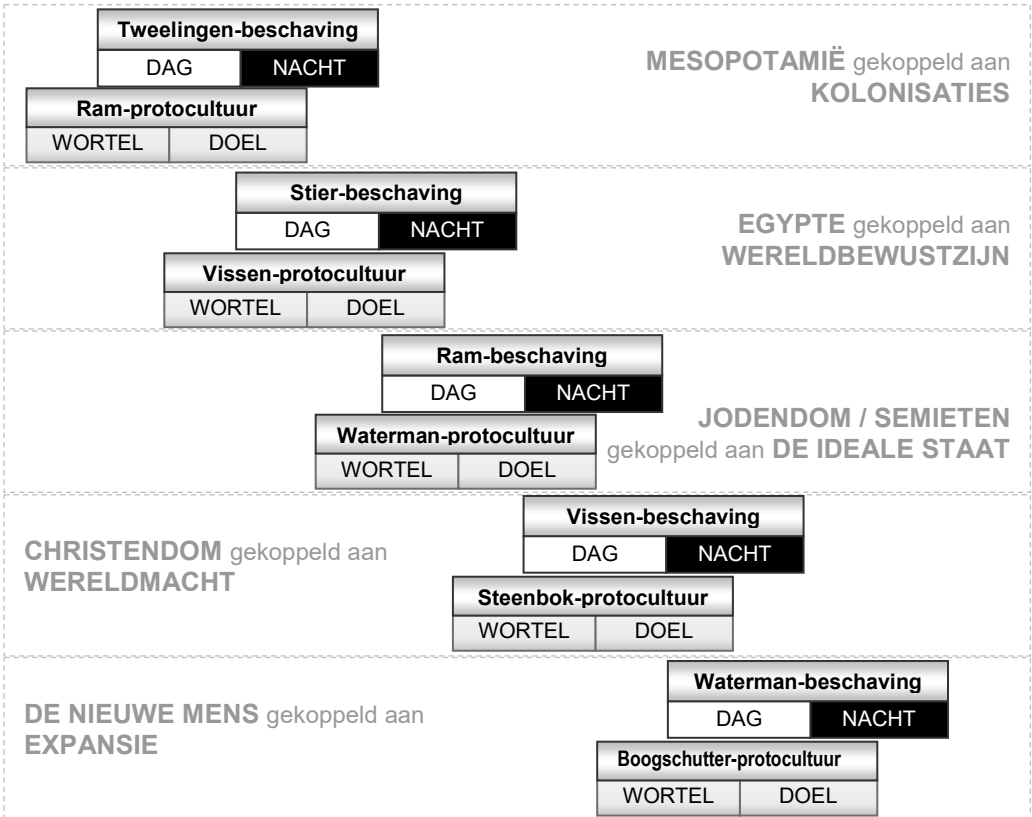 Tweelingen-beschaving
DAG NACHT
Ram-protocultuur
WORTEL DOEL
MESOPOTAMIË gekoppeld aan
KOLONISATIES
Stier-beschaving
DAG NACHT
Vissen-protocultuur
WORTEL DOEL
EGYPTE gekoppeld aan
WERELDBEWUSTZIJN
Ram-beschaving
DAG NACHT
Waterman-protocultuur
WORTEL DOEL
JODENDOM / SEMIETEN
gekoppeld aan DE IDEALE STAAT
Vissen-beschaving
DAG NACHT
Steenbok-protocultuur
WORTEL DOEL
CHRISTENDOM gekoppeld aan
WERELDMACHT
Waterman-beschaving
DAG NACHT
Boogschutter-protocultuur
WORTEL DOEL
DE NIEUWE MENS gekoppeld aan
EXPANSIE